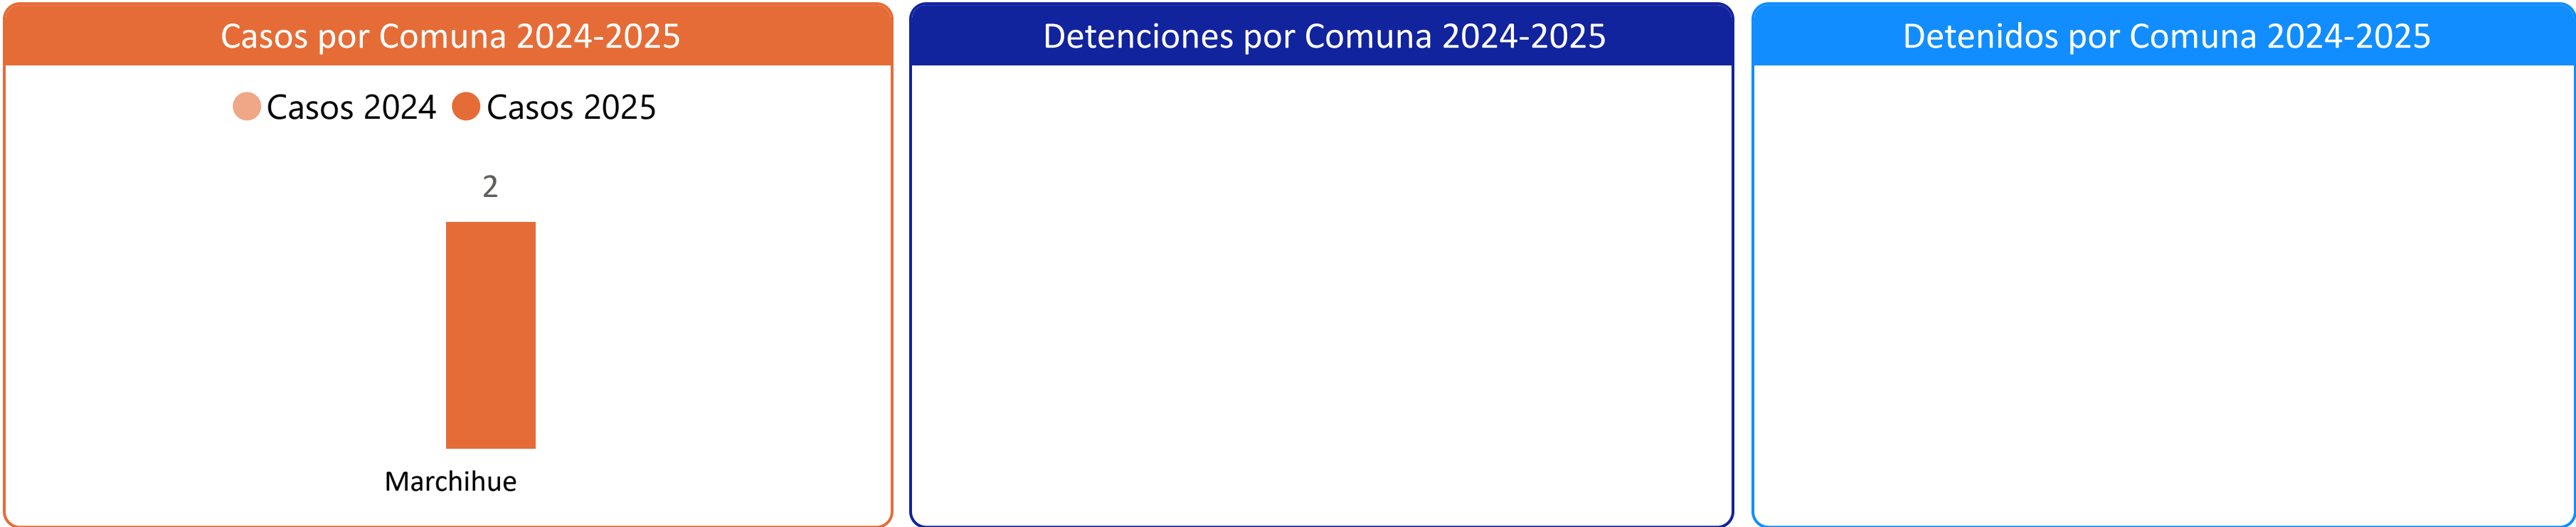 Casos por Comuna 2024-2025
Casos 2024 Casos 2025
2
Marchihue
Detenciones por Comuna 2024-2025
Detenidos por Comuna 2024-2025